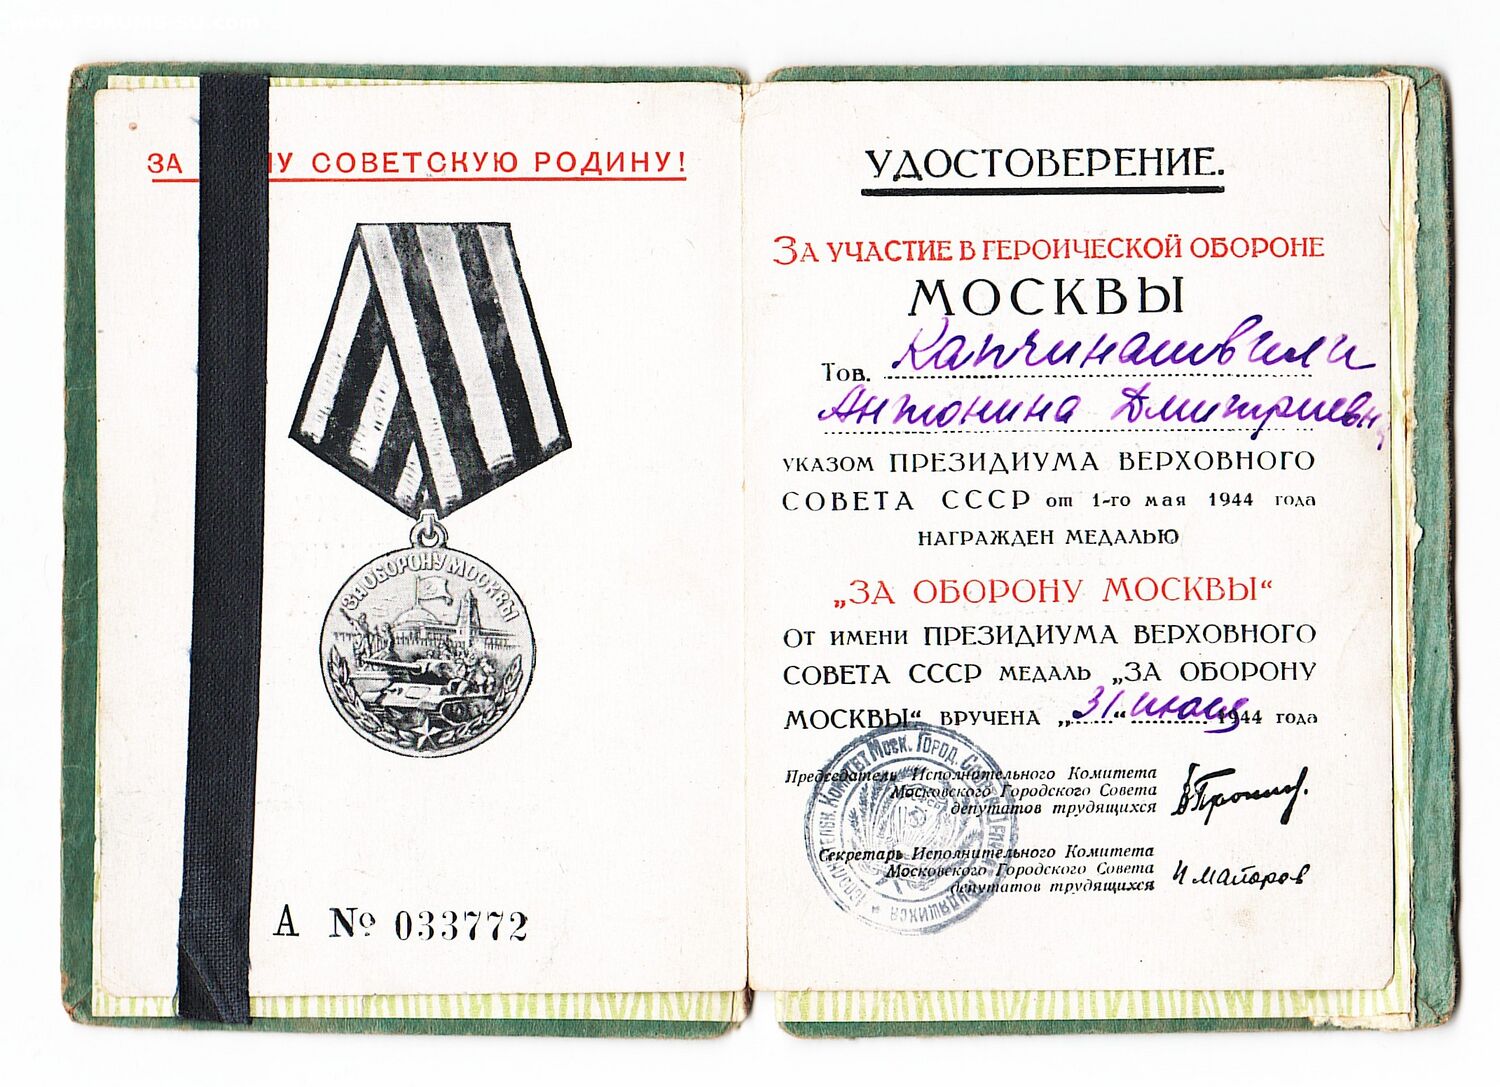 ЗА У СОВЕТСКУЮ РОДИНУ!
ЗА ОБОРОНУ МОСКВЫ
А № 033772
УДОСТОВЕРЕНИЕ.
ЗА УЧАСТИЕ В ГЕРОИЧЕСКОЙ ОБОРОНЕ
МОСКВЫ
Тов. Капчинашвили
Антонина Дмитриевна
УКАЗОМ ПРЕЗИДИУМА ВЕРХОВНОГО
СОВЕТА СССР от 1-го мая 1944 года
НАГРАЖДЕН МЕДАЛЬЮ
„ЗА ОБОРОНУ МОСКВЫ“
ОТ ИМЕНИ ПРЕЗИДИУМА ВЕРХОВНОГО
СОВЕТА СССР МЕДАЛЬ „ЗА ОБОРОНУ
МОСКВЫ“ ВРУЧЕНА „31“ июля 1944 года
Председатель Исполнительного Комитета
Московского Городского Совета
депутатов трудящихся
Секретарь Исполнительного Комитета
Московского Городского Совета
депутатов трудящихся
И Майоров